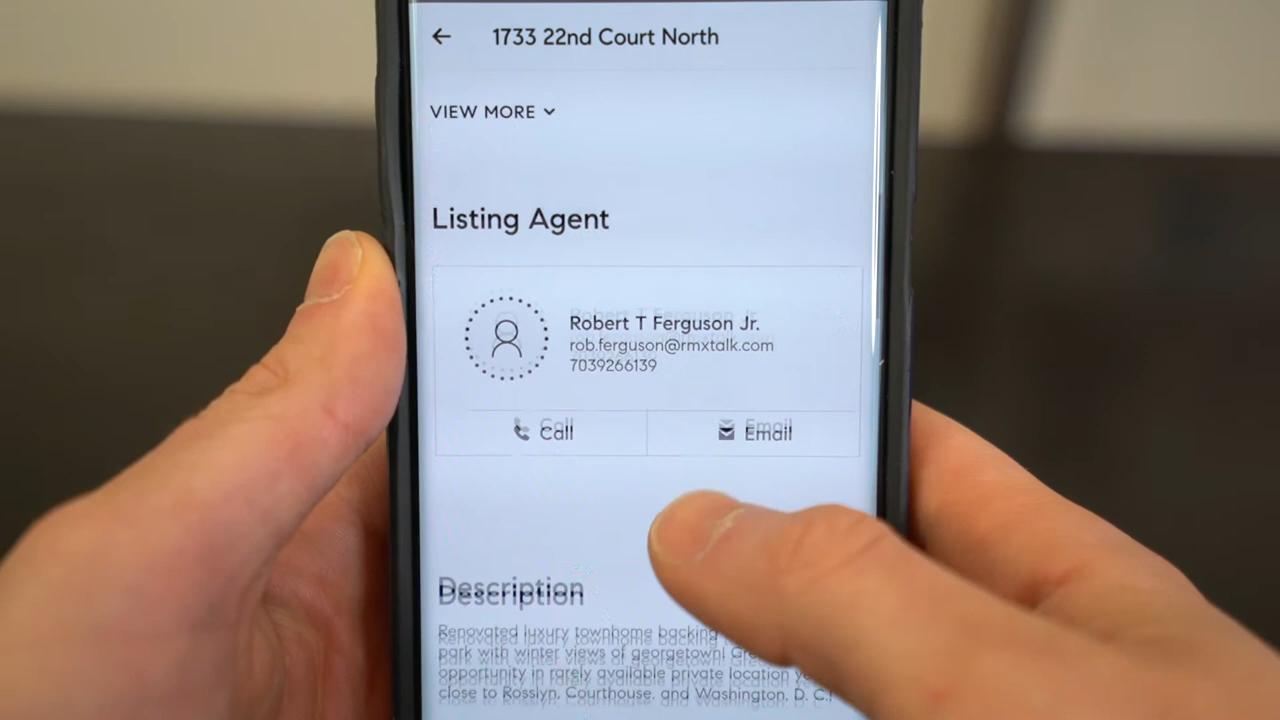 1733 22nd Court North
VIEW MORE
Listing Agent
Robert T Ferguson Jr.
rob.ferguson@rmxtalk.com
7039266139
Call
Email
Description
Renovated luxury townhome backing
park with winter views of georgetown!
opportunity in rarely available private location
close to Rosslyn, Courthouse, and Washington, D. C.!